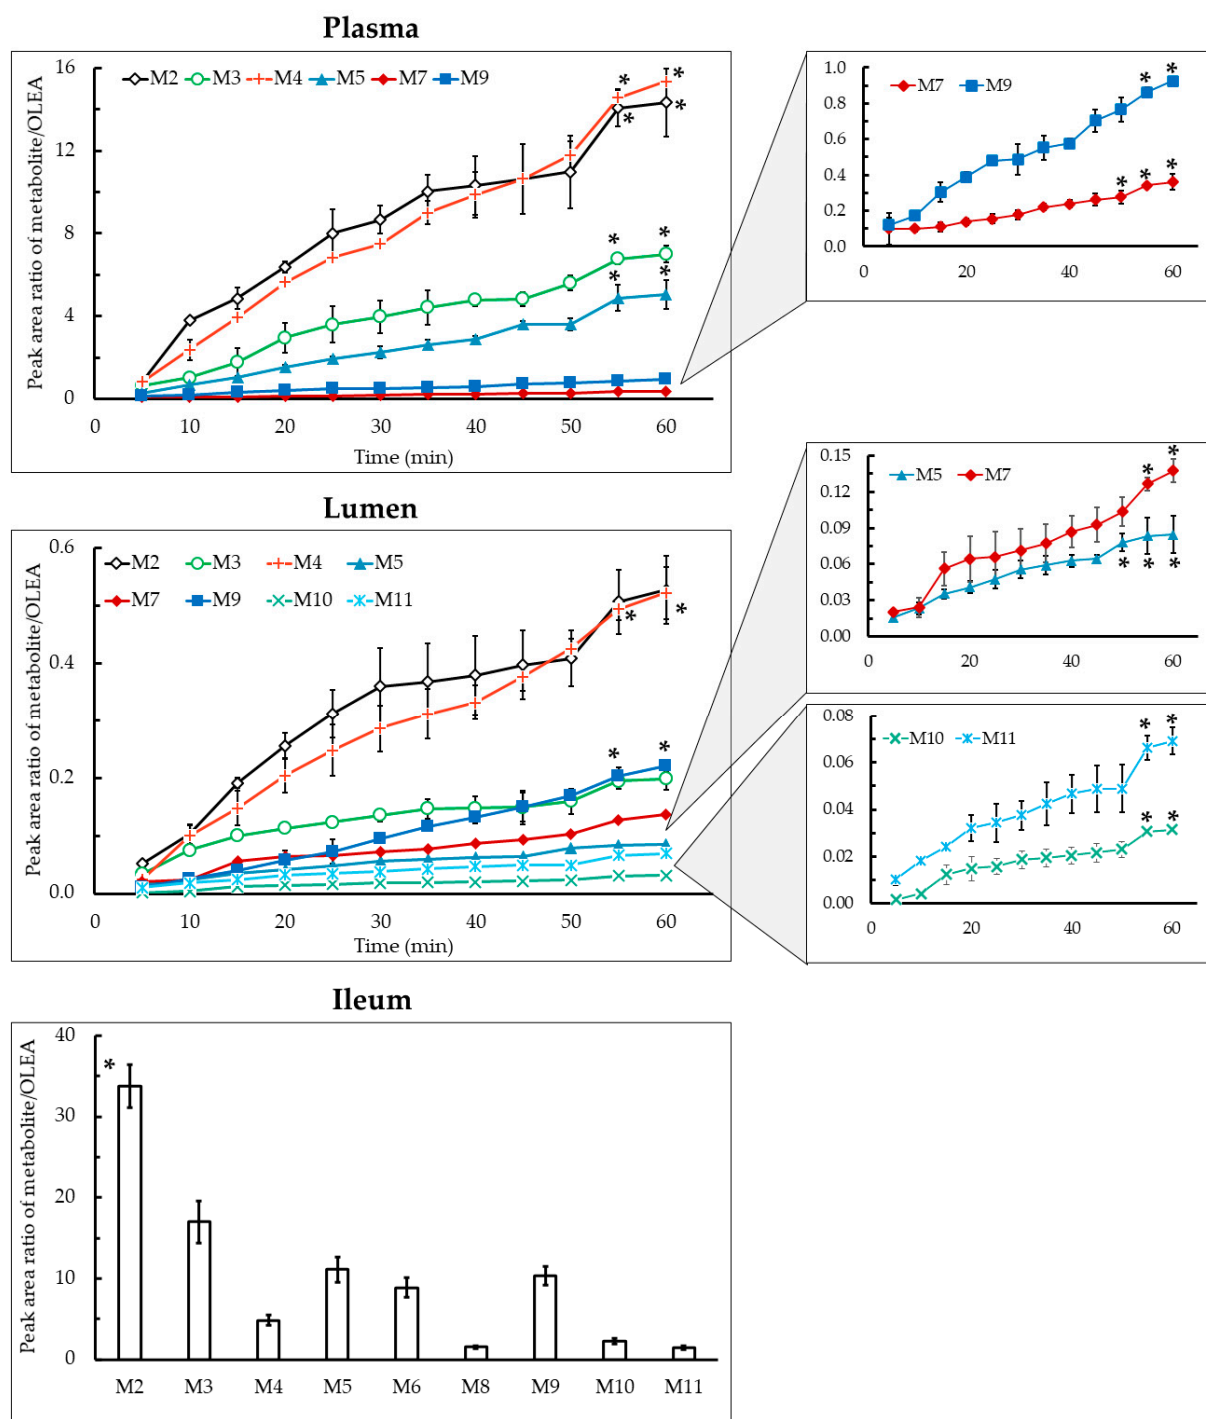 Plasma
Peak area ratio of metabolite/OLEA
M2 M3 M4 M5 M7 M9
16
12
8
4
0
* *
* *
* *
* *
0 10 20 30 40 50 60
Time (min)
M7 M9
1.0
0.8
0.6
0.4
0.2
0.0
* *
* * *
0 20 40 60
Lumen
Peak area ratio of metabolite/OLEA
M2 M3 M4 M5
M7 M9 M10 M11
0.6
0.4
0.2
0.0
* *
* *
0 10 20 30 40 50 60
Time (min)
M5 M7
0.15
0.12
0.09
0.06
0.03
0.00
* *
* * *
0 20 40 60
M10 M11
0.08
0.06
0.04
0.02
0.00
* *
* *
0 20 40 60
Ileum
Peak area ratio of metabolite/OLEA
40
30
20
10
0
*
M2 M3 M4 M5 M6 M8 M9 M10 M11